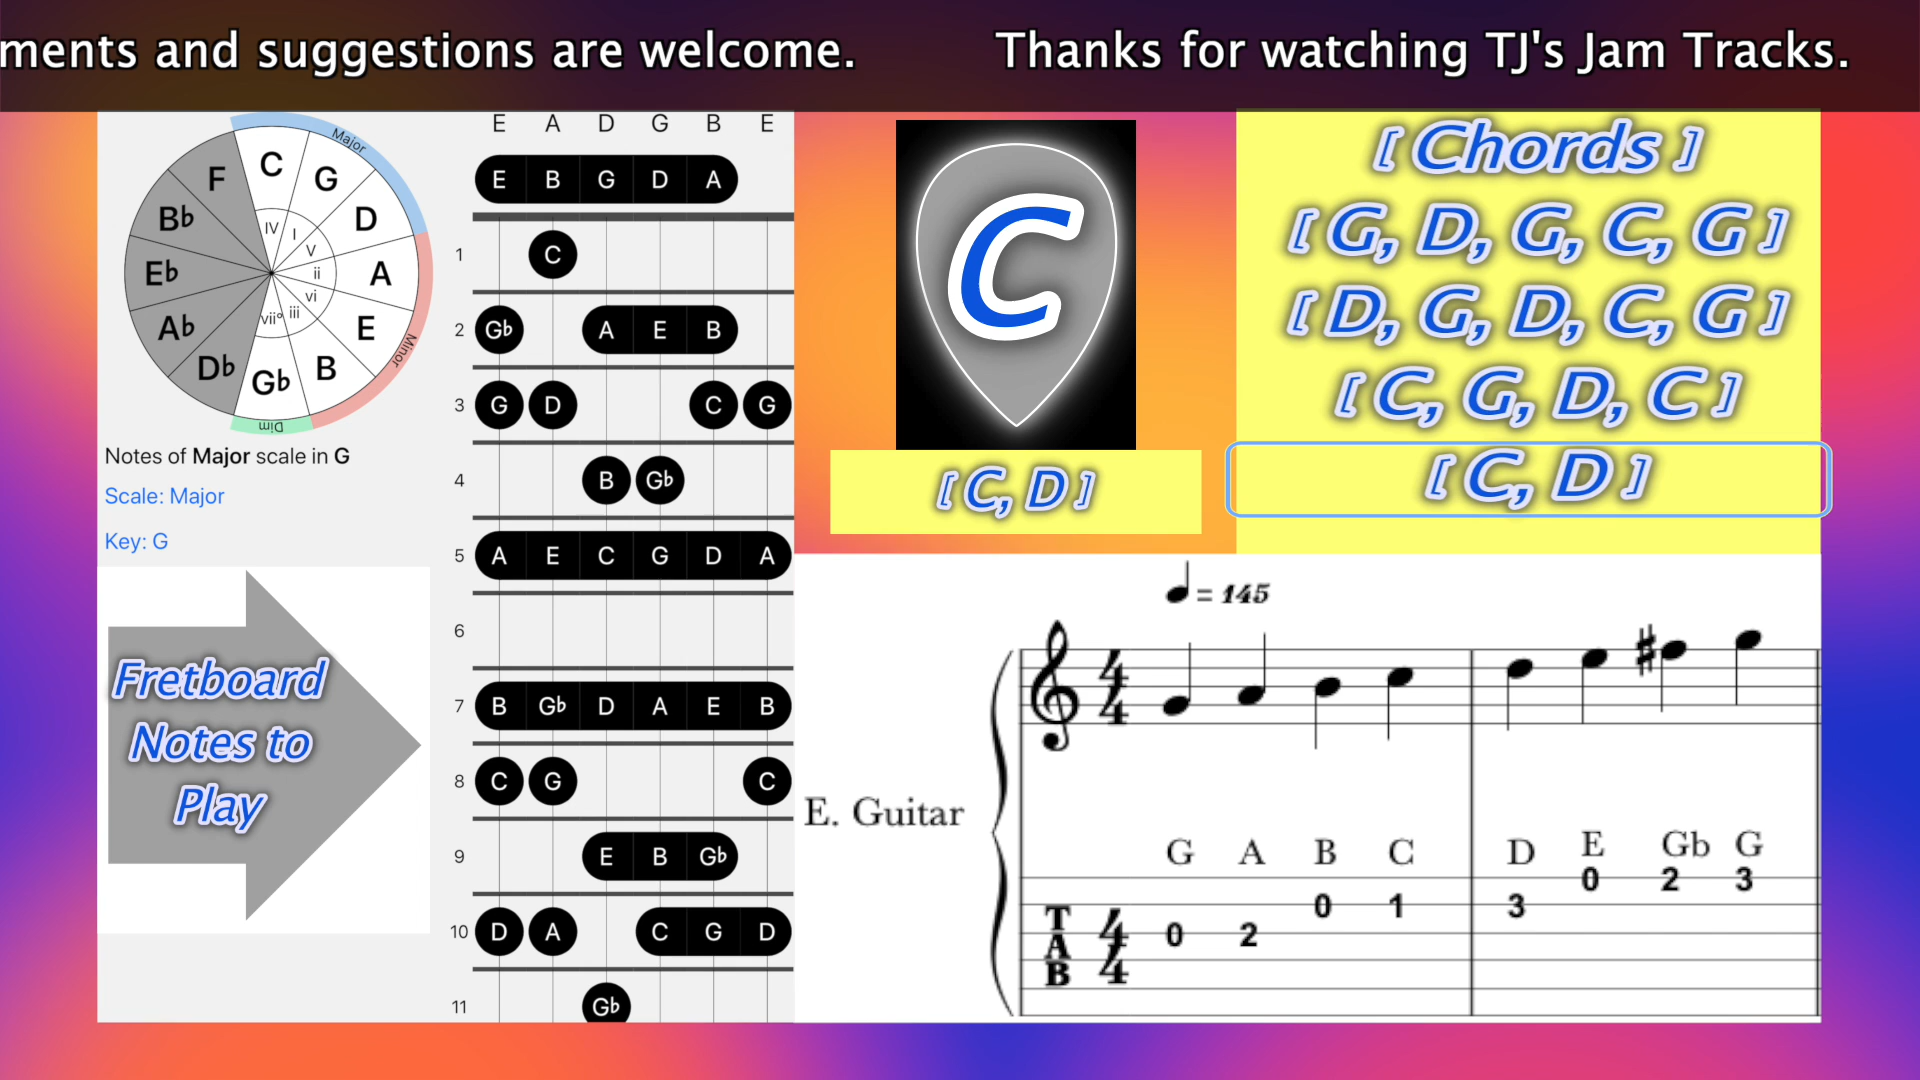 ments and suggestions are welcome. Thanks for watching TJ's Jam Tracks.
C
G
D
A
E
B
Gb
Db
Ab
Eb
Bb
F
IV
I
V
ii
vi
iii
vii°
Major
Minor
Dim
Notes of Major scale in G
Scale: Major
Key: G
Fretboard
Notes to
Play
E A D G B E
E B G D A
1 C
2 Gb A E B
3 G D C G
4 B Gb
5 A E C G D A
6
7 B Gb D A E B
8 C G C
9 E B Gb
10 D A C G D
11 Gb
C
[ C, D ]
[ Chords ]
[ G, D, G, C, G ]
[ D, G, D, C, G ]
[ C, G, D, C ]
[ C, D ]
= 145
4
4
E. Guitar
G A B C D E Gb G
0 2 0 1 3 0 2 3
T
A
B
4
4